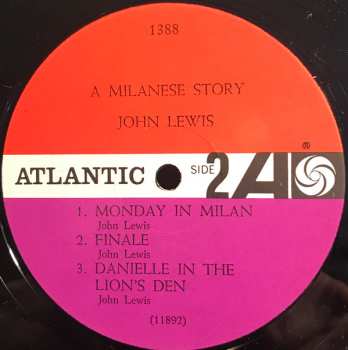 1388
A MILANESE STORY
JOHN LEWIS
®
ATLANTIC SIDE 2 A
1. MONDAY IN MILAN
John Lewis
2. FINALE
John Lewis
3. DANIELLE IN THE
LION'S DEN
John Lewis
(11892)